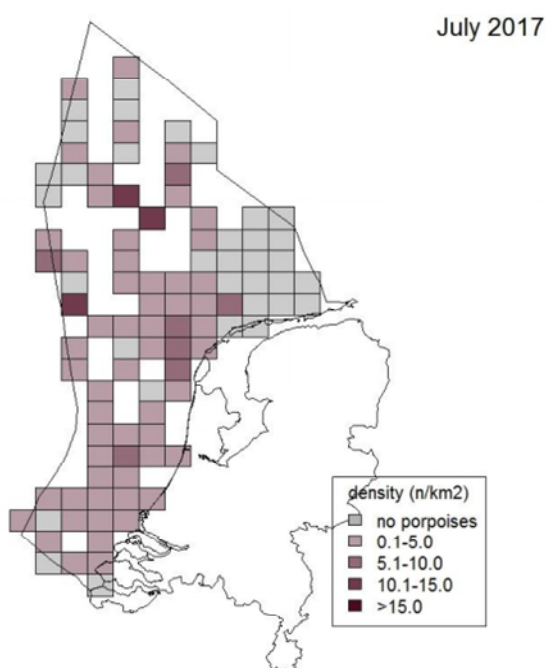 July 2017
density (n/km2)
no porpoises
0.1-5.0
5.1-10.0
10.1-15.0
>15.0